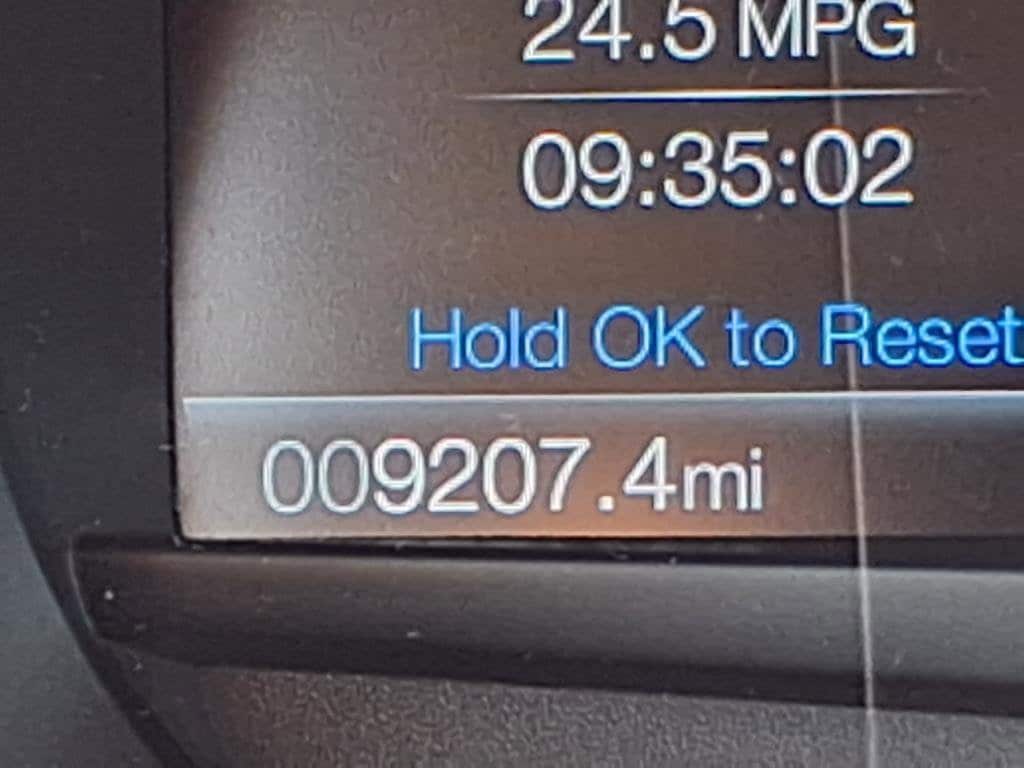 24.5 MPG
09:35:02
Hold OK to Reset
009207.4mi